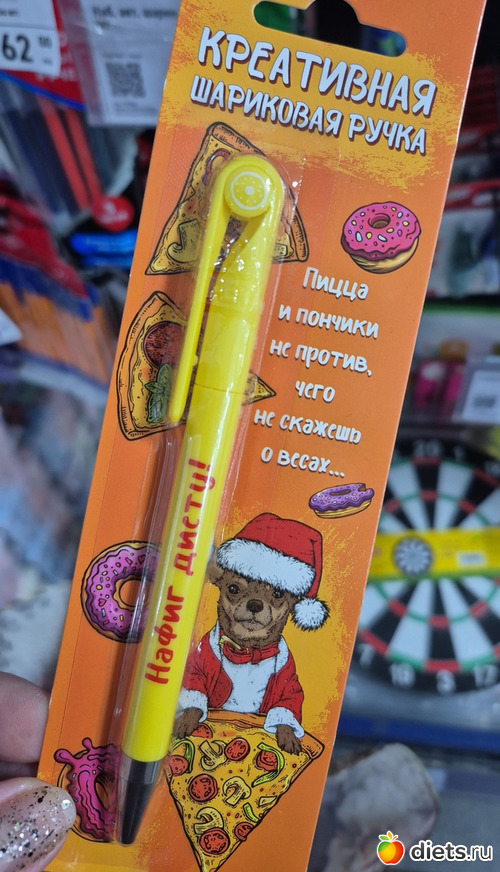 62
КРЕАТИВНАЯ
ШАРИКОВАЯ РУЧКА
Пицца
и пончики
не против,
чего
не скажешь
о весах...
Нафиг диету!
diets.ru